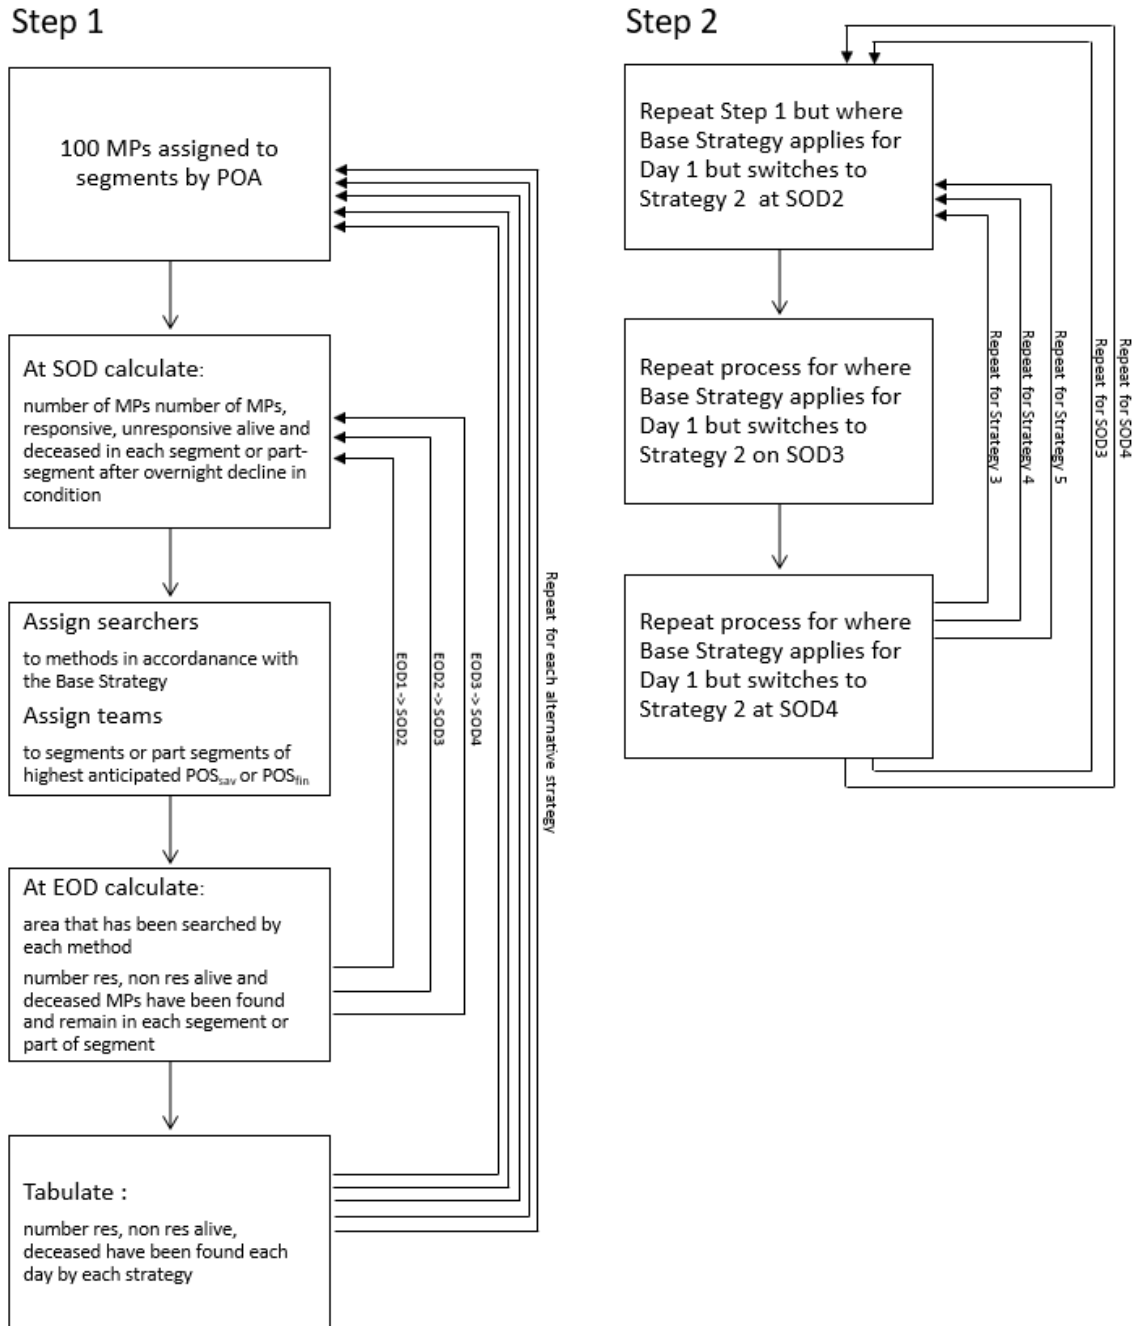 Step 1
100 MPs assigned to
segments by POA
At SOD calculate:
number of MPs number of MPs,
responsive, unresponsive alive and
deceased in each segment or part-
segment after overnight decline in
condition
Assign searchers
to methods in accordanance with
the Base Strategy
Assign teams
to segments or part segments of
highest anticipated POSsav or POSfin
At EOD calculate:
area that has been searched by
each method
number res, non res alive and
deceased MPs have been found
and remain in each segement or
part of segment
Tabulate :
number res, non res alive,
deceased have been found each
day by each strategy
EOD1 -> SOD2
EOD2 -> SOD3
EOD3 -> SOD4
Repeat for each alternative strategy
Step 2
Repeat Step 1 but where
Base Strategy applies for
Day 1 but switches to
Strategy 2 at SOD2
Repeat process for where
Base Strategy applies for
Day 1 but switches to
Strategy 2 on SOD3
Repeat process for where
Base Strategy applies for
Day 1 but switches to
Strategy 2 at SOD4
Repeat for Strategy 3
Repeat for Strategy 4
Repeat for Strategy 5
Repeat for SOD3
Repeat for SOD4